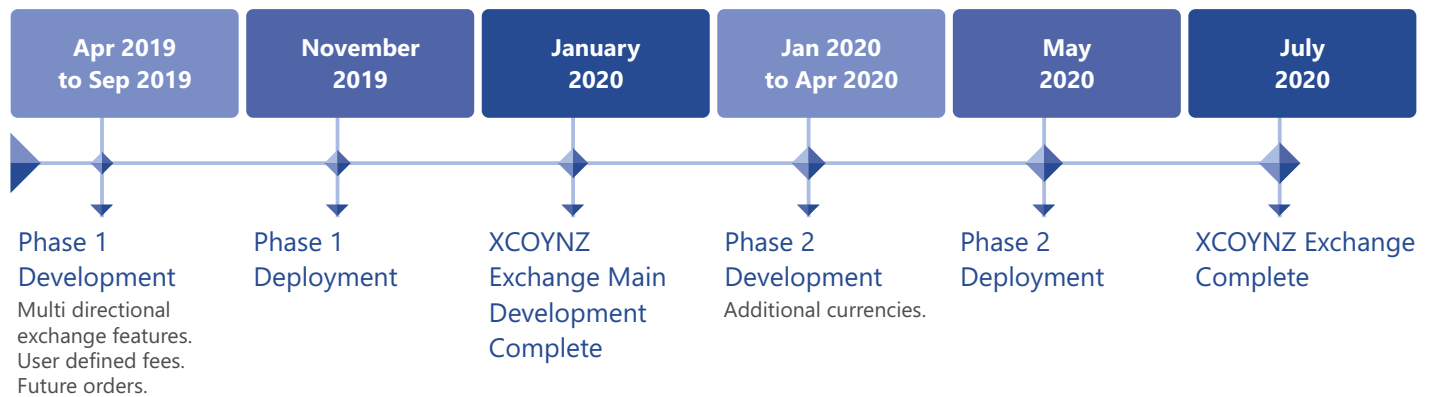 Apr 2019
to Sep 2019
November
2019
January
2020
Jan 2020
to Apr 2020
May
2020
July
2020
Phase 1
Development
Multi directional
exchange features.
User defined fees.
Future orders.
Phase 1
Deployment
XCOYNZ
Exchange Main
Development
Complete
Phase 2
Development
Additional currencies.
Phase 2
Deployment
XCOYNZ Exchange
Complete